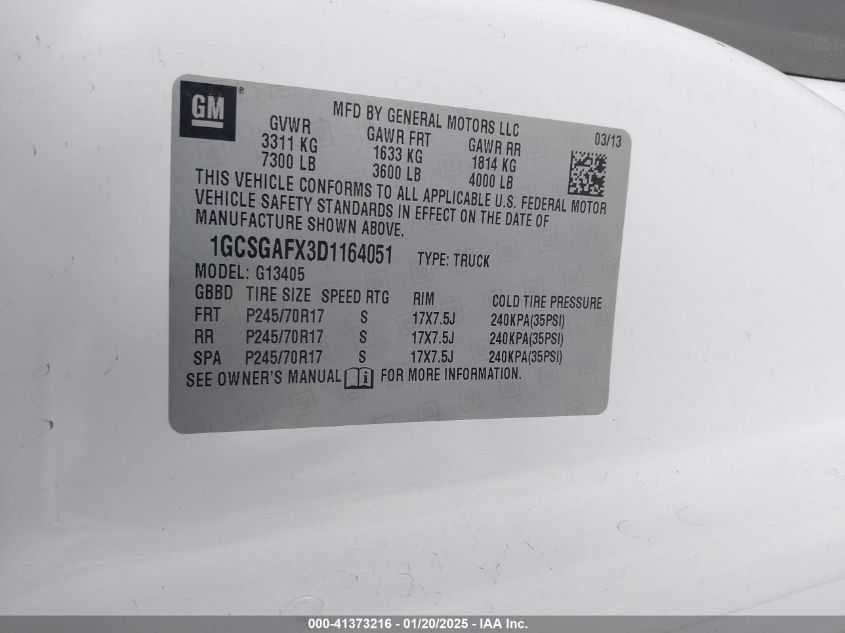 GM ®
MFD BY GENERAL MOTORS LLC 03/13
GVWR GAWR FRT GAWR RR
3311 KG 1633 KG 1814 KG
7300 LB 3600 LB 4000 LB
THIS VEHICLE CONFORMS TO ALL APPLICABLE U.S. FEDERAL MOTOR
VEHICLE SAFETY STANDARDS IN EFFECT ON THE DATE OF
MANUFACTURE SHOWN ABOVE.
1GCSGAFX3D1164051 TYPE: TRUCK
MODEL: G13405
GBBD TIRE SIZE SPEED RTG RIM COLD TIRE PRESSURE
FRT P245/70R17 S 17X7.5J 240KPA(35PSI)
RR P245/70R17 S 17X7.5J 240KPA(35PSI)
SPA P245/70R17 S 17X7.5J 240KPA(35PSI)
SEE OWNER'S MANUAL i FOR MORE INFORMATION.
000-41373216 - 01/20/2025 - IAA Inc.